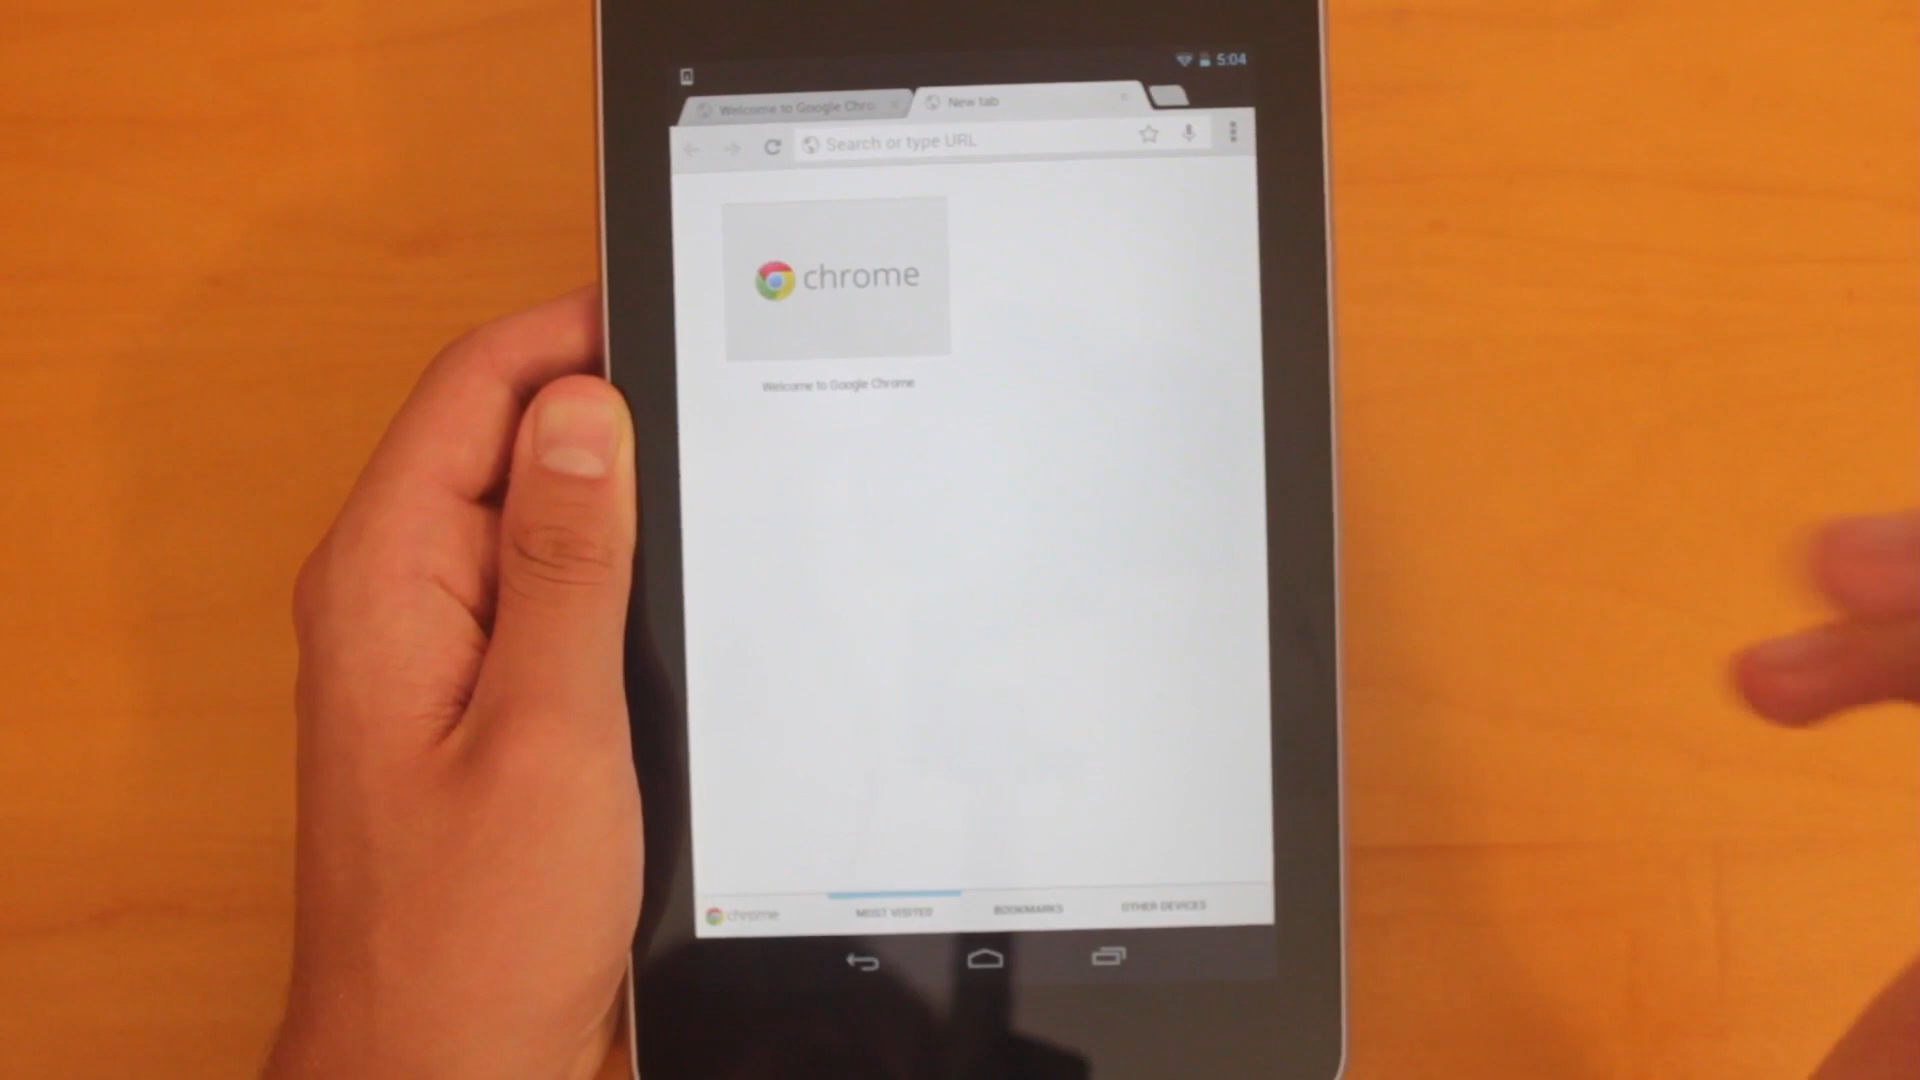 5:04
Welcome to Google Chro
New tab
Search or type URL
chrome
Welcome to Google Chrome
chrome
MOST VISITED
BOOKMARKS
OTHER DEVICES